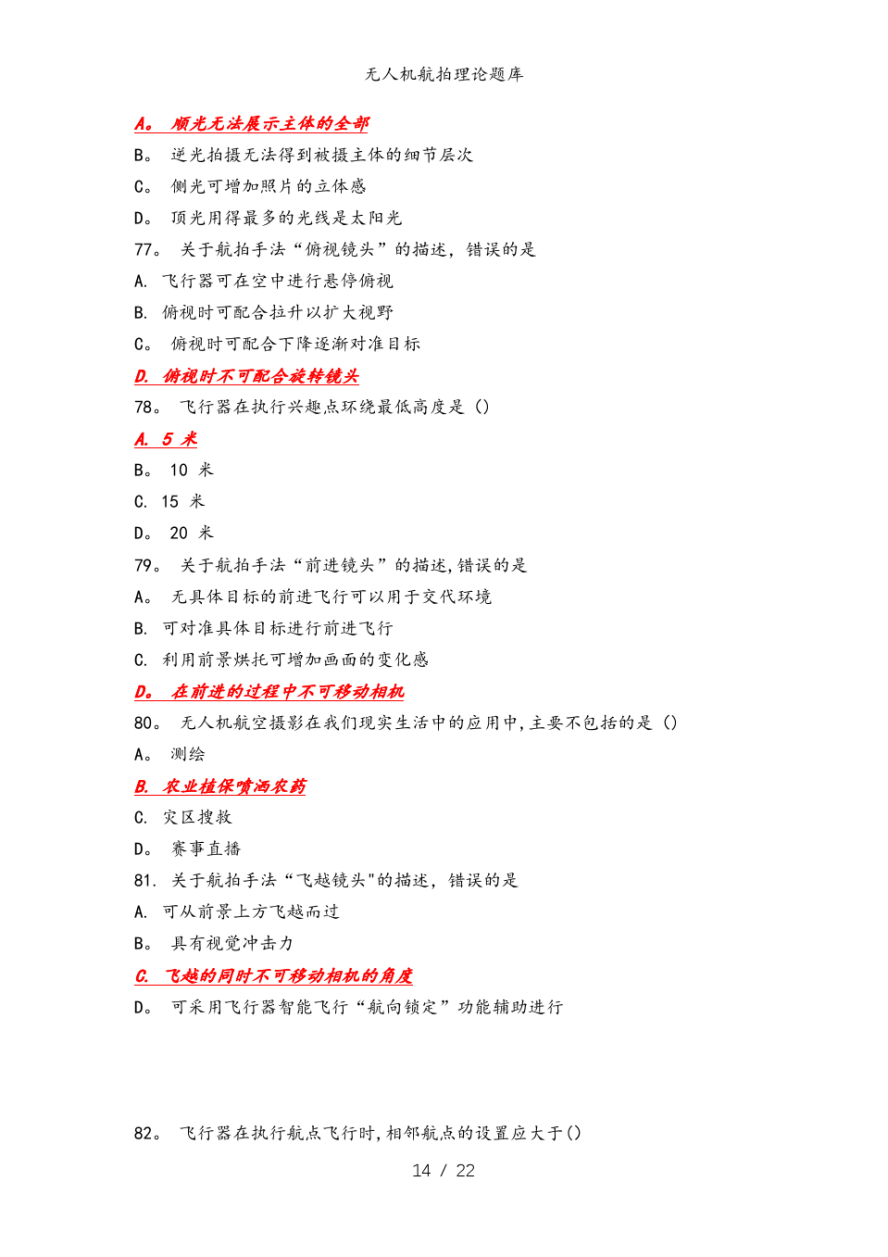 无人机航拍理论题库
A。 顺光无法展示主体的全部
B。 逆光拍摄无法得到被摄主体的细节层次
C。 侧光可增加照片的立体感
D。 顶光用得最多的光线是太阳光
77。 关于航拍手法“俯视镜头”的描述，错误的是
A. 飞行器可在空中进行悬停俯视
B. 俯视时可配合拉升以扩大视野
C。 俯视时可配合下降逐渐对准目标
D. 俯视时不可配合旋转镜头
78。 飞行器在执行兴趣点环绕最低高度是（）
A. 5 米
B。 10 米
C. 15 米
D。 20 米
79。 关于航拍手法“前进镜头”的描述,错误的是
A。 无具体目标的前进飞行可以用于交代环境
B. 可对准具体目标进行前进飞行
C. 利用前景烘托可增加画面的变化感
D。 在前进的过程中不可移动相机
80。 无人机航空摄影在我们现实生活中的应用中,主要不包括的是（）
A。 测绘
B. 农业植保喷洒农药
C. 灾区搜救
D。 赛事直播
81. 关于航拍手法“飞越镜头"的描述，错误的是
A. 可从前景上方飞越而过
B。 具有视觉冲击力
C. 飞越的同时不可移动相机的角度
D。 可采用飞行器智能飞行“航向锁定”功能辅助进行
82。 飞行器在执行航点飞行时,相邻航点的设置应大于()
14 / 22